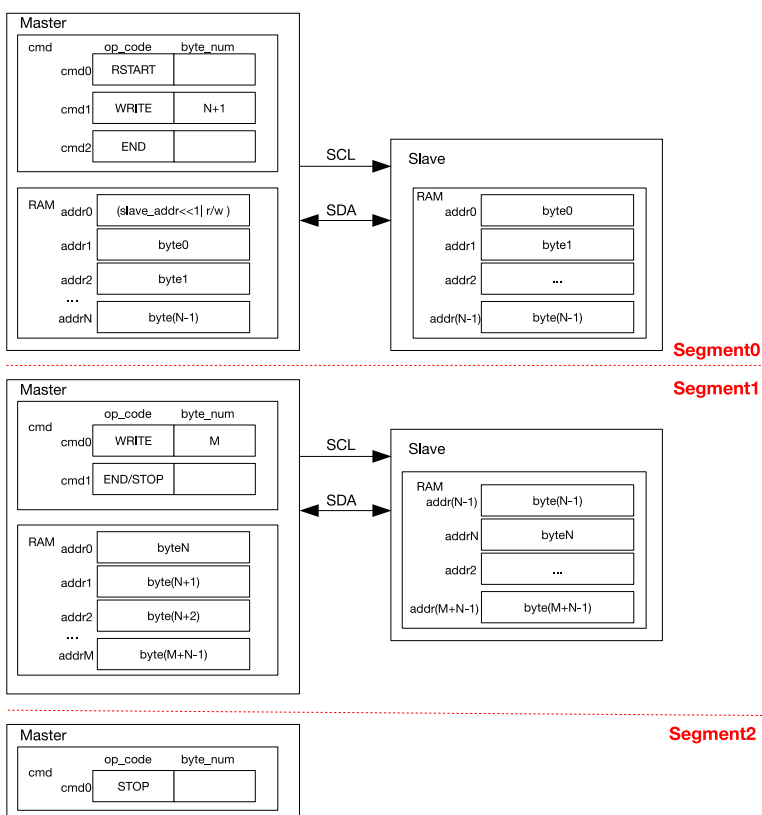 Master
cmd op_code byte_num
cmd0 RSTART
cmd1 WRITE N+1
cmd2 END
RAM addr0 (slave_addr<<1| r/w )
addr1 byte0
addr2 byte1
...
addrN byte(N-1)
SCL
SDA
Slave
RAM
addr0 byte0
addr1 byte1
addr2 ...
addr(N-1) byte(N-1)
Segment0
Segment1
Master
op_code byte_num
cmd
cmd0 WRITE M
cmd1 END/STOP
RAM addr0 byteN
addr1 byte(N+1)
addr2 byte(N+2)
...
addrM byte(M+N-1)
SCL
SDA
Slave
RAM
addr(N-1) byte(N-1)
addrN byteN
addr2 ...
addr(M+N-1) byte(M+N-1)
Segment2
Master
op_code byte_num
cmd
cmd0 STOP